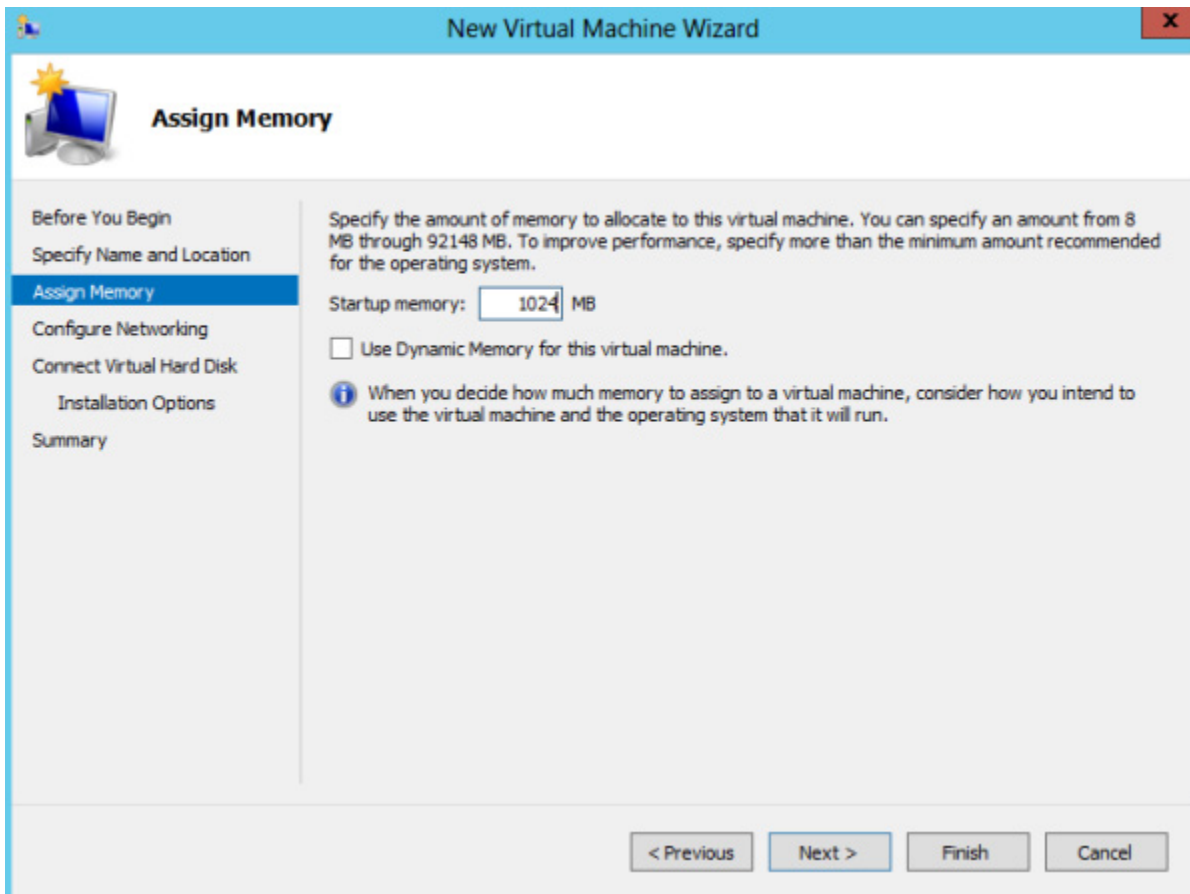 New Virtual Machine Wizard
x
Assign Memory
Before You Begin
Specify Name and Location
Assign Memory
Configure Networking
Connect Virtual Hard Disk
Installation Options
Summary
Specify the amount of memory to allocate to this virtual machine. You can specify an amount from 8
MB through 92148 MB. To improve performance, specify more than the minimum amount recommended
for the operating system.
Startup memory: 1024 MB
Use Dynamic Memory for this virtual machine.
When you decide how much memory to assign to a virtual machine, consider how you intend to
use the virtual machine and the operating system that it will run.
< Previous Next > Finish Cancel